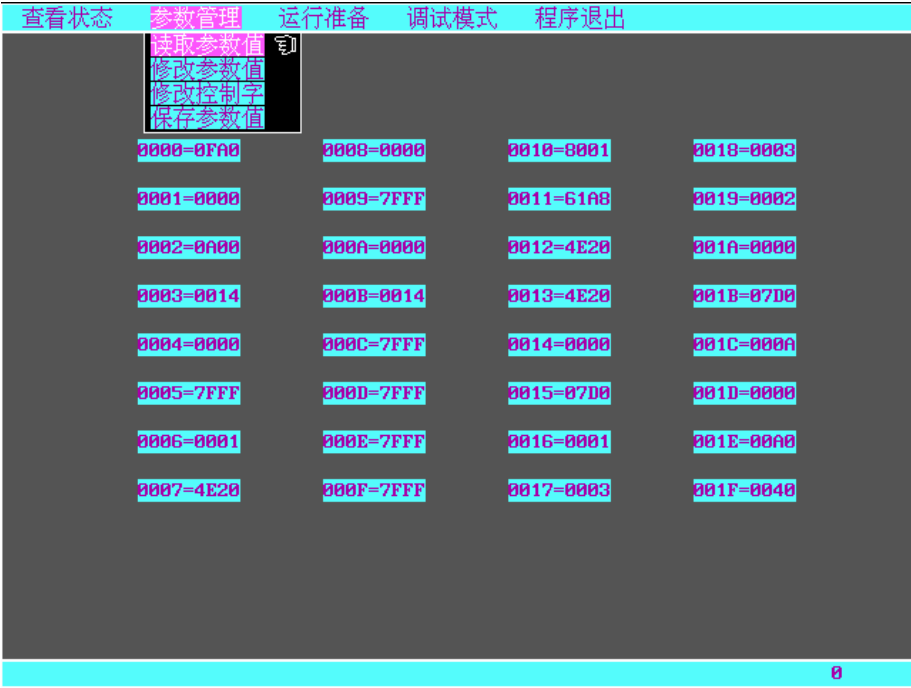 查看状态 参数管理 运行准备 调试模式 程序退出
读取参数值
修改参数值
修改控制字
保存参数值
0000=0FA0 0008=0000 0010=8001 0018=0003
0001=0000 0009=7FFF 0011=61A8 0019=0002
0002=0A00 000A=0000 0012=4E20 001A=0000
0003=0014 000B=0014 0013=4E20 001B=07D0
0004=0000 000C=7FFF 0014=0000 001C=000A
0005=7FFF 000D=7FFF 0015=07D0 001D=0000
0006=0001 000E=7FFF 0016=0001 001E=00A0
0007=4E20 000F=7FFF 0017=0003 001F=0040
0